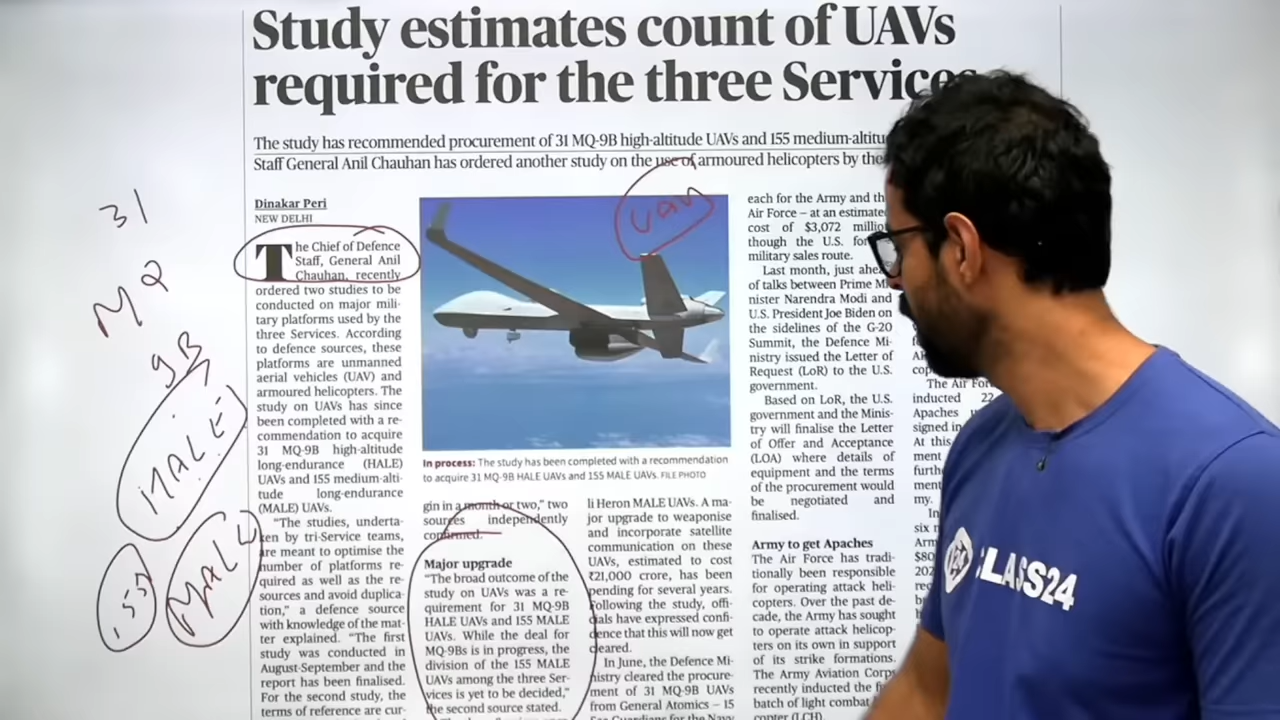 Study estimates count of UAVs
required for the three Services
The study has recommended procurement of 31 MQ-9B high-altitude UAVs and 155
Staff General Anil Chauhan has ordered another study on the use of armoured helicopters by the
Dinakar Peri
NEW DELHI
The Chief of Defence
Staff, General Anil
Chauhan, recently
ordered two studies to be
conducted on major mili-
tary platforms used by the
three Services. According
to defence sources, these
platforms are unmanned
aerial vehicles (UAV) and
armoured helicopters. The
study on UAVs has since
been completed with a re-
commendation to acquire
31 MQ-9B high-altitude
long-endurance (HALE)
UAVs and 155 medium-alti-
tude long-endurance
(MALE) UAVs.
"The studies, underta-
ken by tri-Service teams,
are meant to optimise the
number of platforms re-
quired as well as the re-
sources and avoid duplica-
tion," a defence source
with knowledge of the mat-
ter explained. "The first
study was conducted in
August-September and the
report has been finalised.
For the second study, the
terms of reference are cur-
UAV
In process: The study has been completed with a recommendation
to acquire 31 MQ-9B HALE UAVs and 155 MALE UAVs. FILE PHOTO
gin in a month or two," two
sources independently
confirmed.
Major upgrade
"The broad outcome of the
study on UAVs was a re-
quirement for 31 MQ-9B
HALE UAVs and 155 MALE
UAVs. While the deal for
MQ-9Bs is in progress, the
division of the 155 MALE
UAVs among the three Ser-
vices is yet to be decided,"
the second source stated.
li Heron MALE UAVs. A ma-
jor upgrade to weaponise
and incorporate satellite
communication on these
UAVs, estimated to cost
₹21,000 crore, has been
pending for several years.
Following the study, offi-
cials have expressed confi-
dence that this will now get
cleared.
In June, the Defence Mi-
nistry cleared the procure-
ment of 31 MQ-9B UAVs
from General Atomics – 15
Sea Guardians for the Navy
each for the Army and the
Air Force – at an estimated
cost of $3,072
though the U.S.
military sales route.
Last month, just
of talks between Prime
nister Narendra Modi and
U.S. President Joe Biden on
the sidelines of the G-20
Summit, the Defence Mi-
nistry issued the Letter of
Request (LoR) to the U.S.
government.
Based on LoR, the U.S.
government and the Minis-
try will finalise the Letter
of Offer and Acceptance
(LOA) where details of
equipment and the terms
of the procurement would
be negotiated and
finalised.
Army to get Apaches
The Air Force has tradi-
tionally been responsible
for operating attack heli-
copters. Over the past de-
cade, the Army has sought
to operate attack helicop-
ters on its own in support
of its strike formations.
The Army Aviation Corps
recently inducted the
batch of light combat
copter (LCH).
The Air
inducted 22
Apaches
signed in
At this
ment
my.
In
six
31
MQ
9B
HALE
155
MALE
CLASS24